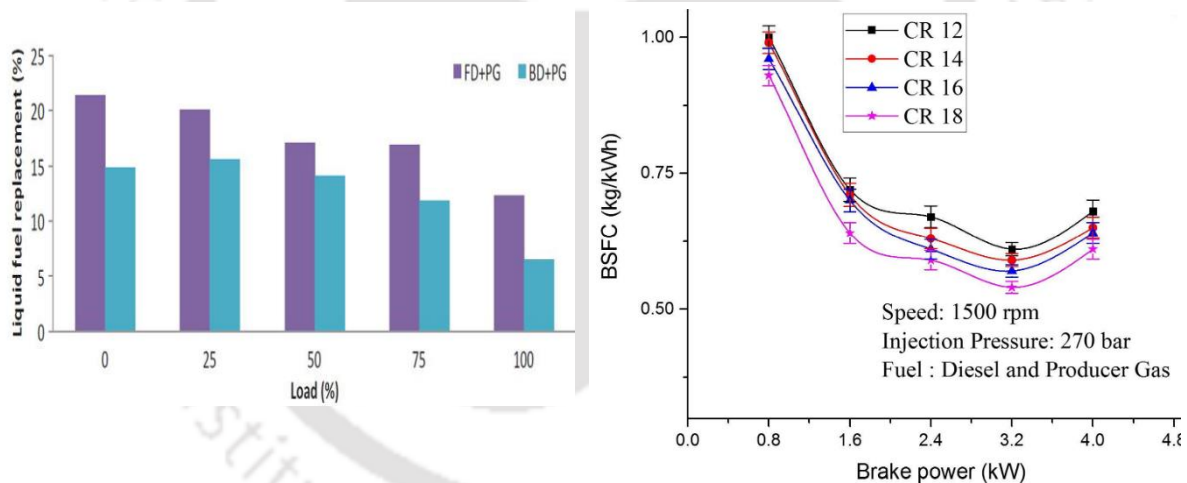 Liquid fuel replacement (%)
25
20
15
10
5
0
FD+PG BD+PG
0 25 50 75 100
Load (%)
BSFC (kg/kWh)
1.00
0.75
0.50
CR 12
CR 14
CR 16
CR 18
Speed: 1500 rpm
Injection Pressure: 270 bar
Fuel : Diesel and Producer Gas
0.0 0.8 1.6 2.4 3.2 4.0 4.8
Brake power (kW)
stit